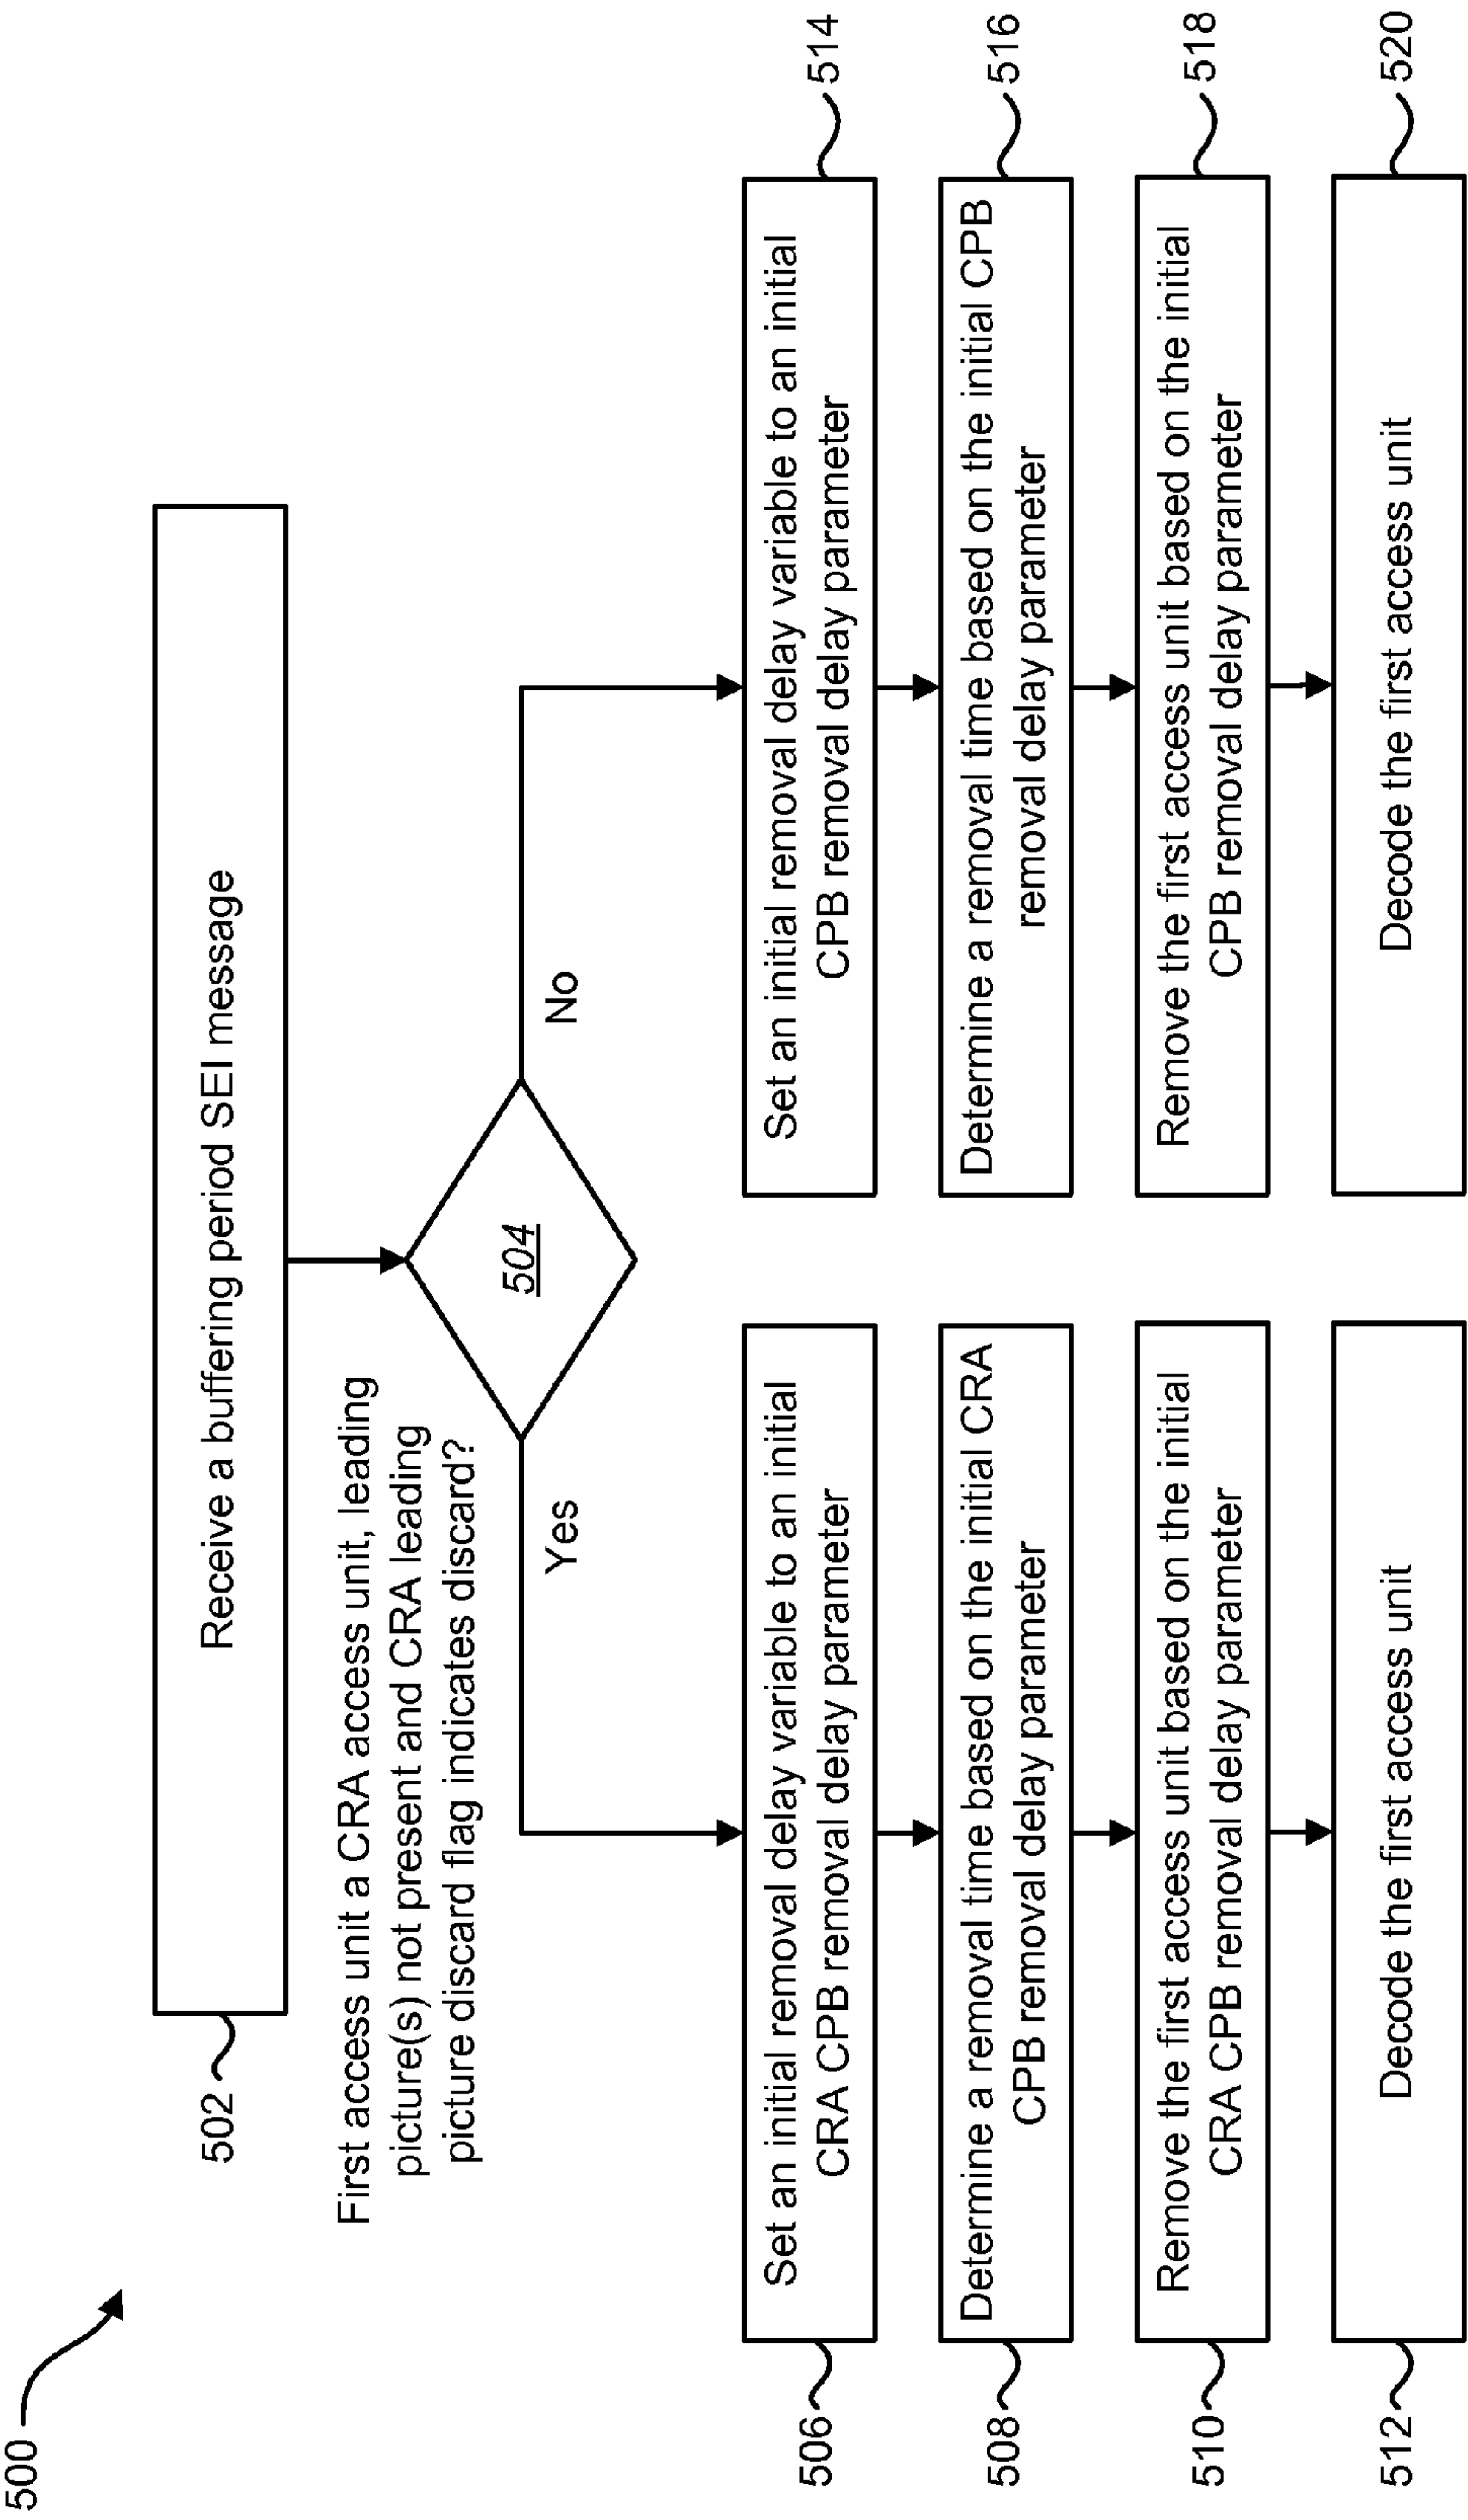 500
502
Receive a buffering period SEI message
First access unit a CRA access unit, leading
picture(s) not present and CRA leading
picture discard flag indicates discard?
504
Yes
No
506
Set an initial removal delay variable to an initial
CRA CPB removal delay parameter
508
Determine a removal time based on the initial CRA
CPB removal delay parameter
510
Remove the first access unit based on the initial
CRA CPB removal delay parameter
512
Decode the first access unit
Set an initial removal delay variable to an initial
CPB removal delay parameter
514
Determine a removal time based on the initial CPB
removal delay parameter
516
Remove the first access unit based on the initial
CPB removal delay parameter
518
Decode the first access unit
520